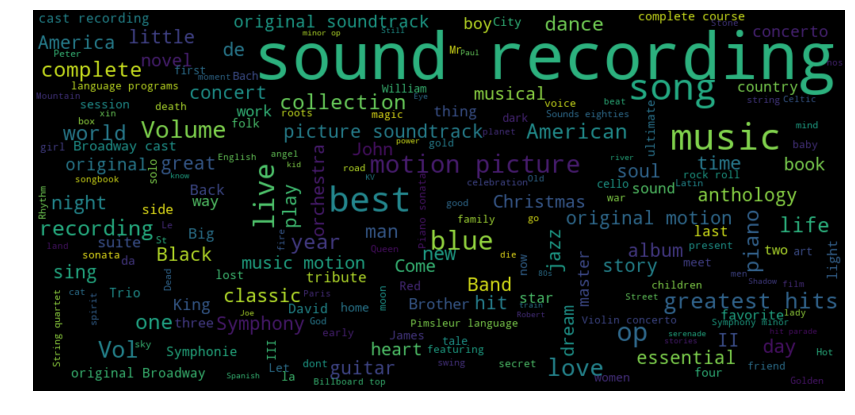 cast recording original soundtrack boy City dance complete course
minor op Still Mr Paul Stone concerto
America little de sound recording
Peter novel first moment Bach
complete concert William song country
language programs collection musical string Celtic
Mountain session death work roots magic thing voice beat
box xin folk Sounds eighties
world Volume picture soundtrack dark planet American ultimate music mind
girl Broadway cast solo English angel power gold John time baby
original great kid road motion picture soul rock roll book
songbook know KV river
night Back live play orchestra best celebration Old Christmas cello sound Latin anthology
Rhythm way good war
recording side Le year man Piano sonata family go original motion last life
land suite St Big blue album present two art light
sonata da Black fire Queen new die jazz piano
sing music motion Come 80s now story meet men Shadow film
cat Dead lost tribute Band master children
spirit Trio Paris Red star Street greatest hits
King classic David home moon Brother hit favorite lady
String quartet one three Symphony God James train Robert dream Violin concerto Symphony minor
Joe early Pimsleur language op serenade hit parade
Vol sky III tale II stories day
Symphonie dont heart featuring secret love essential Hot
original Broadway Let la guitar swing women four friend
Spanish Billboard top Golden